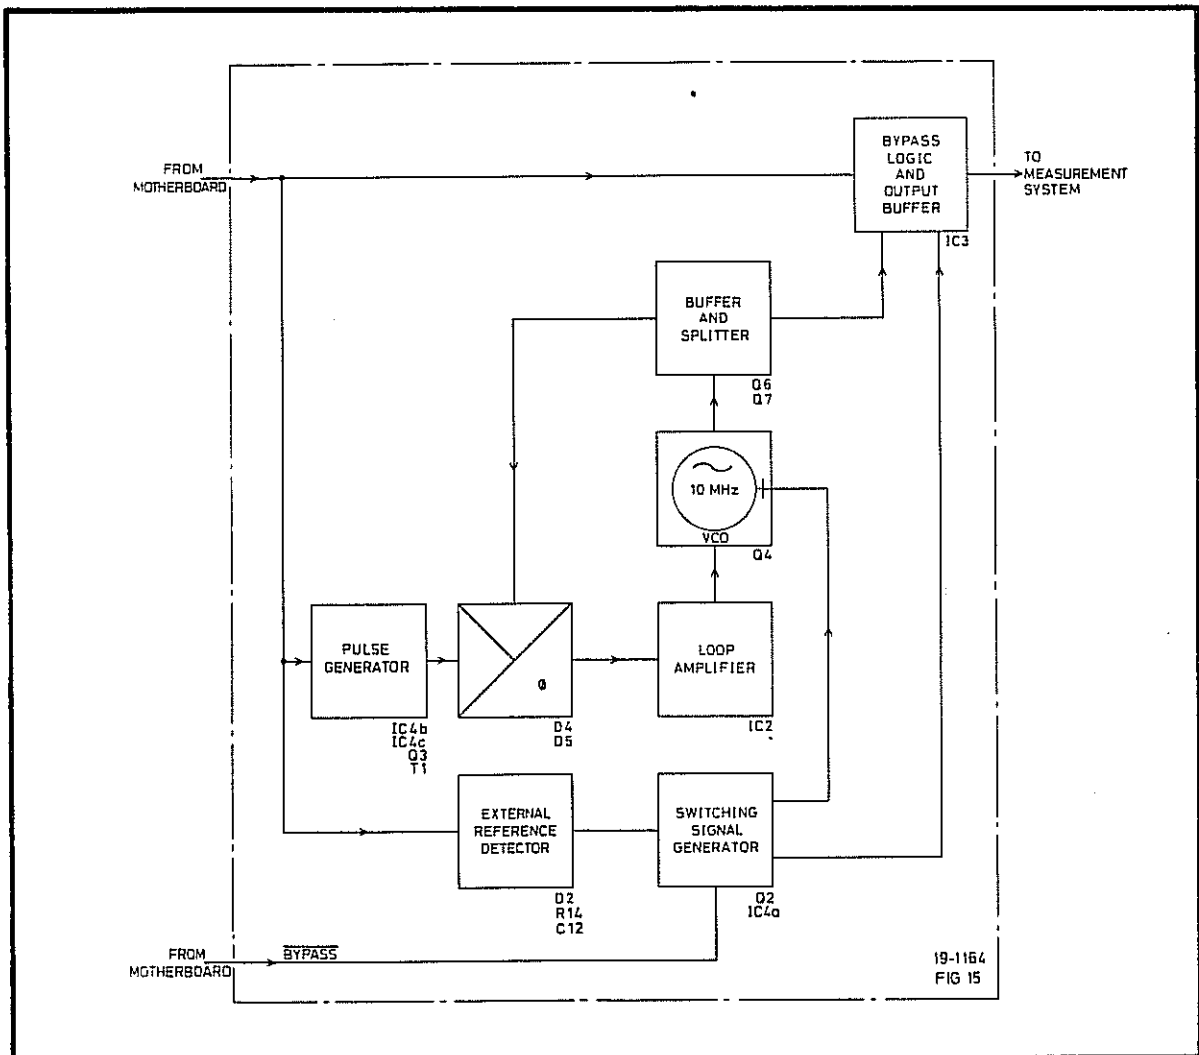 BYPASS
LOGIC
AND
OUTPUT
BUFFER
IC3
FROM
MOTHERBOARD
TO
MEASUREMENT
SYSTEM
BUFFER
AND
SPLITTER
Q6
Q7
10 MHz
VCO
Q4
PULSE
GENERATOR
IC4b
IC4c
Q3
T1
Ø
D4
D5
LOOP
AMPLIFIER
IC2
EXTERNAL
REFERENCE
DETECTOR
D2
R14
C12
SWITCHING
SIGNAL
GENERATOR
Q2
IC4a
FROM
MOTHERBOARD
BYPASS
19-1164
FIG 15